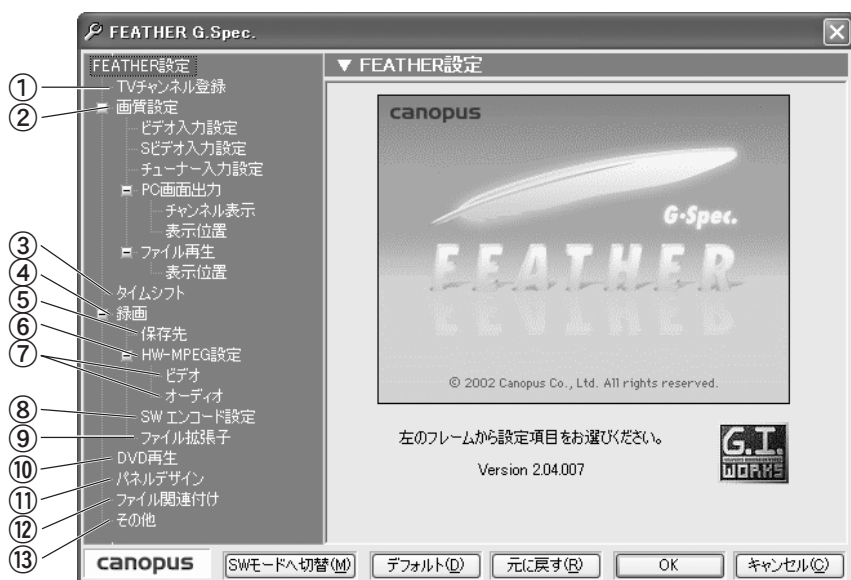 FEATHER G.Spec.
FEATHER設定
① TVチャンネル登録
② 画質設定
ビデオ入力設定
Sビデオ入力設定
チューナー入力設定
PC画面出力
チャンネル表示
表示位置
ファイル再生
表示位置
③ タイムシフト
④ 録画
⑤ 保存先
⑥ HW-MPEG設定
⑦ ビデオ
オーディオ
⑧ SW エンコード設定
⑨ ファイル拡張子
⑩ DVD再生
⑪ パネルデザイン
⑫ ファイル関連付け
⑬ その他
▼ FEATHER設定
canopus
G-Spec.
FEATHER
© 2002 Canopus Co., Ltd. All rights reserved.
左のフレームから設定項目をお選びください。
Version 2.04.007
G.I.
WORKS
canopus
SWモードへ切替(M)
デフォルト(D)
元に戻す(R)
OK
キャンセル(C)